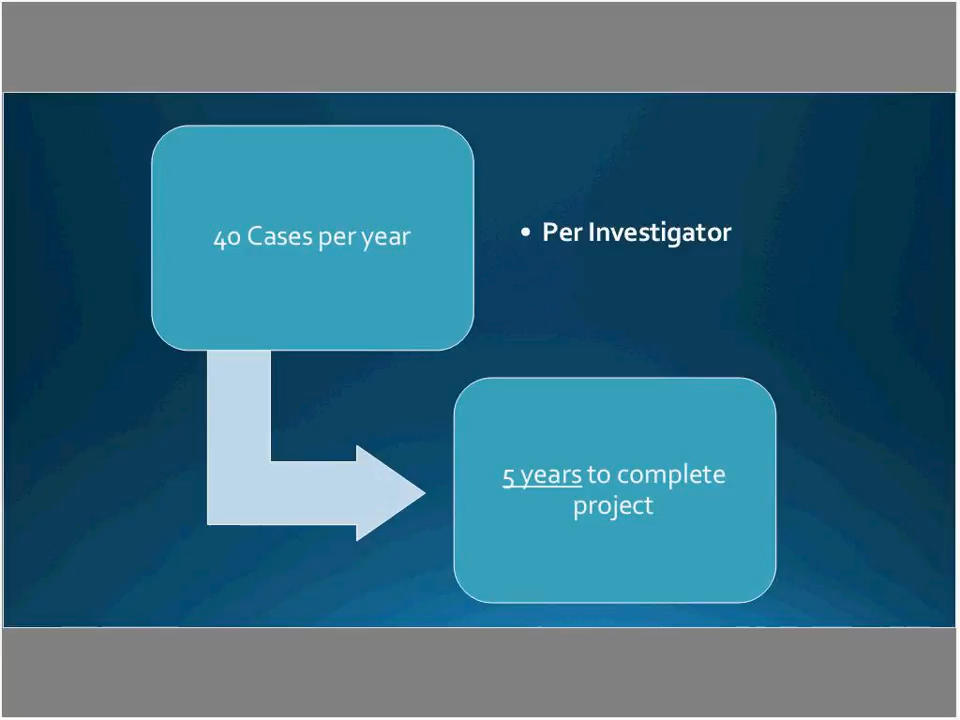 40 Cases per year
• Per Investigator
5 years to complete
project